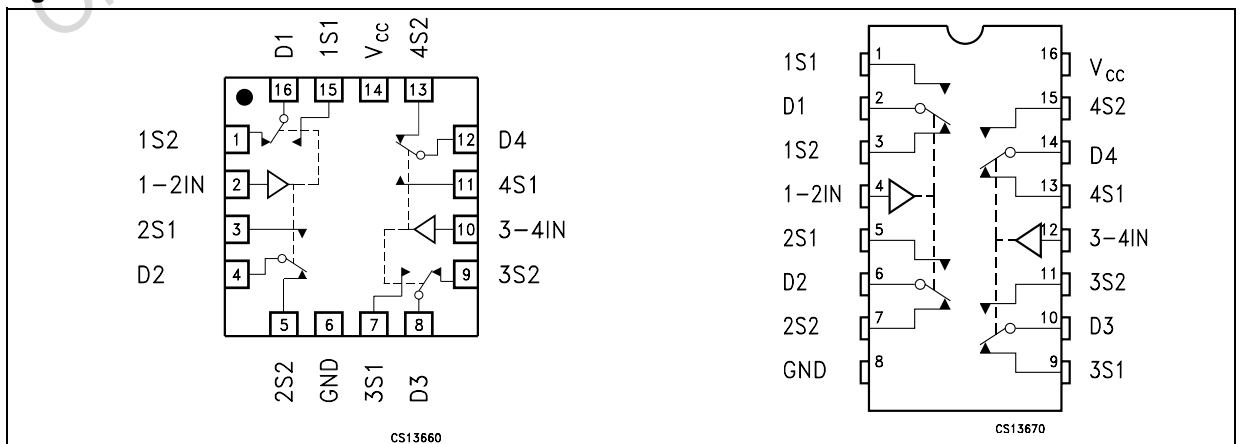 D1
1S1
VCC
4S2
16
15
14
13
1S2
1
12
D4
1-2IN
2
11
4S1
2S1
3
10
3-4IN
D2
4
9
3S2
5
6
7
8
2S2
GND
3S1
D3
CS13660
1S1
1
16
VCC
D1
2
15
4S2
1S2
3
14
D4
1-2IN
4
13
4S1
2S1
5
12
3-4IN
D2
6
11
3S2
2S2
7
10
D3
GND
8
9
3S1
CS13670